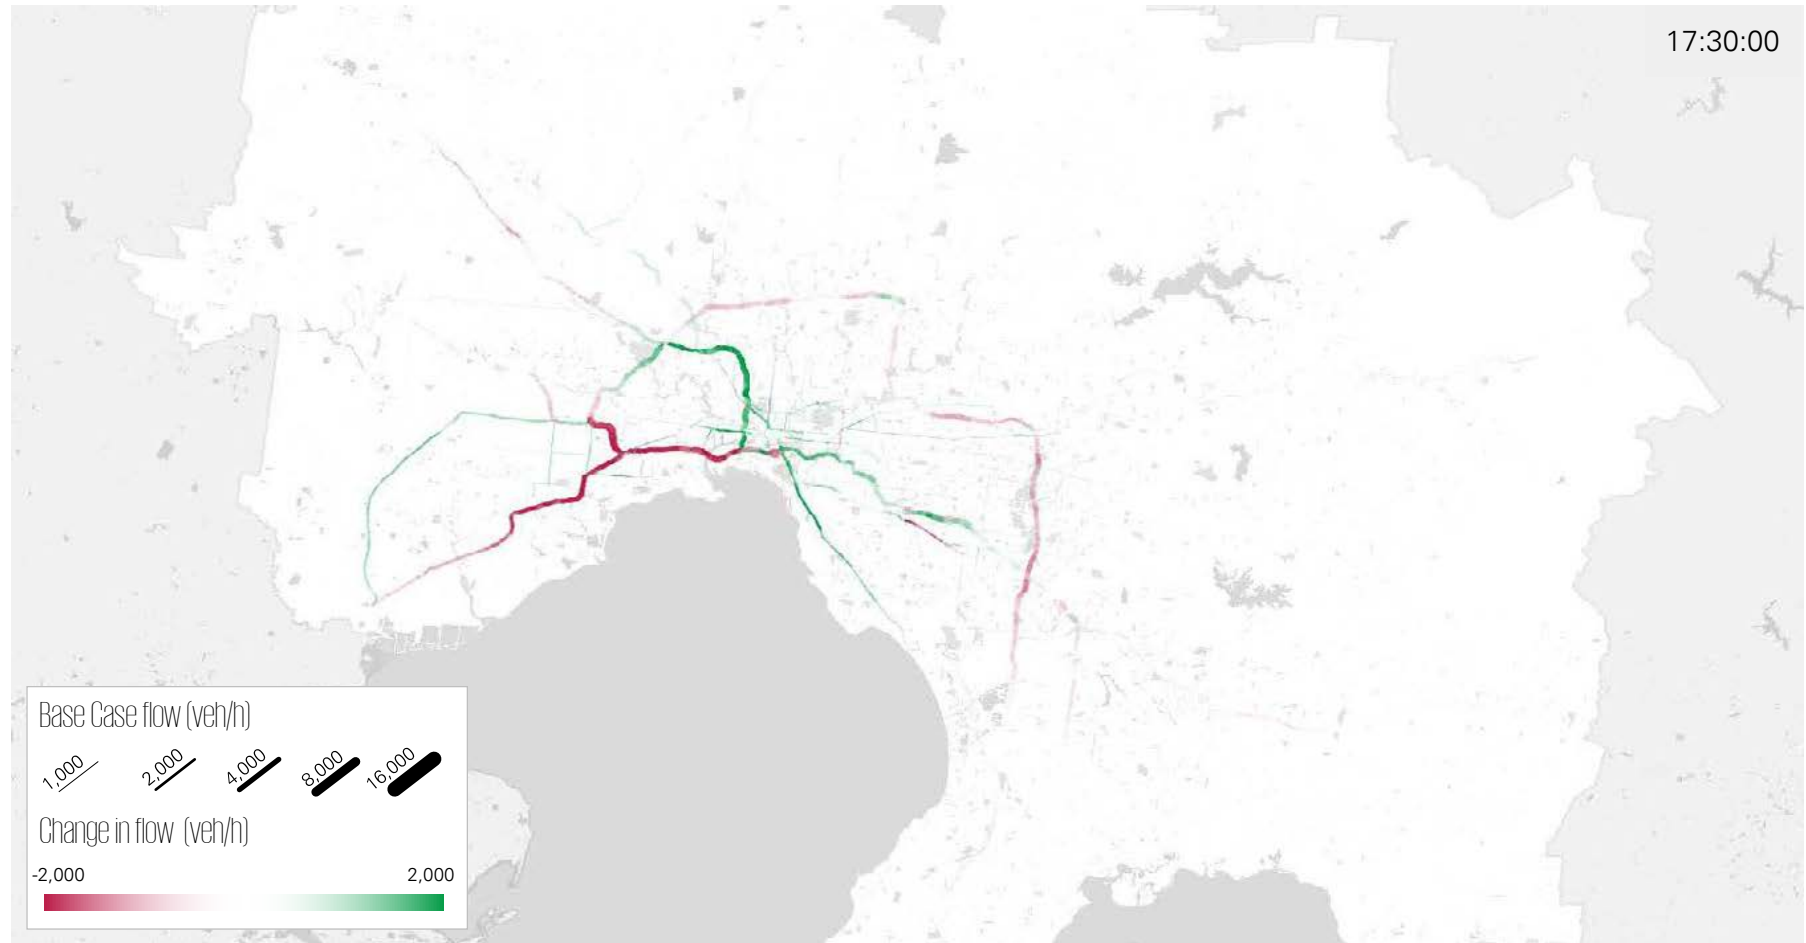 17:30:00
Base Case flow (veh/h)
1,000 2,000 4,000 8,000 16,000
Change in flow (veh/h)
-2,000 2,000